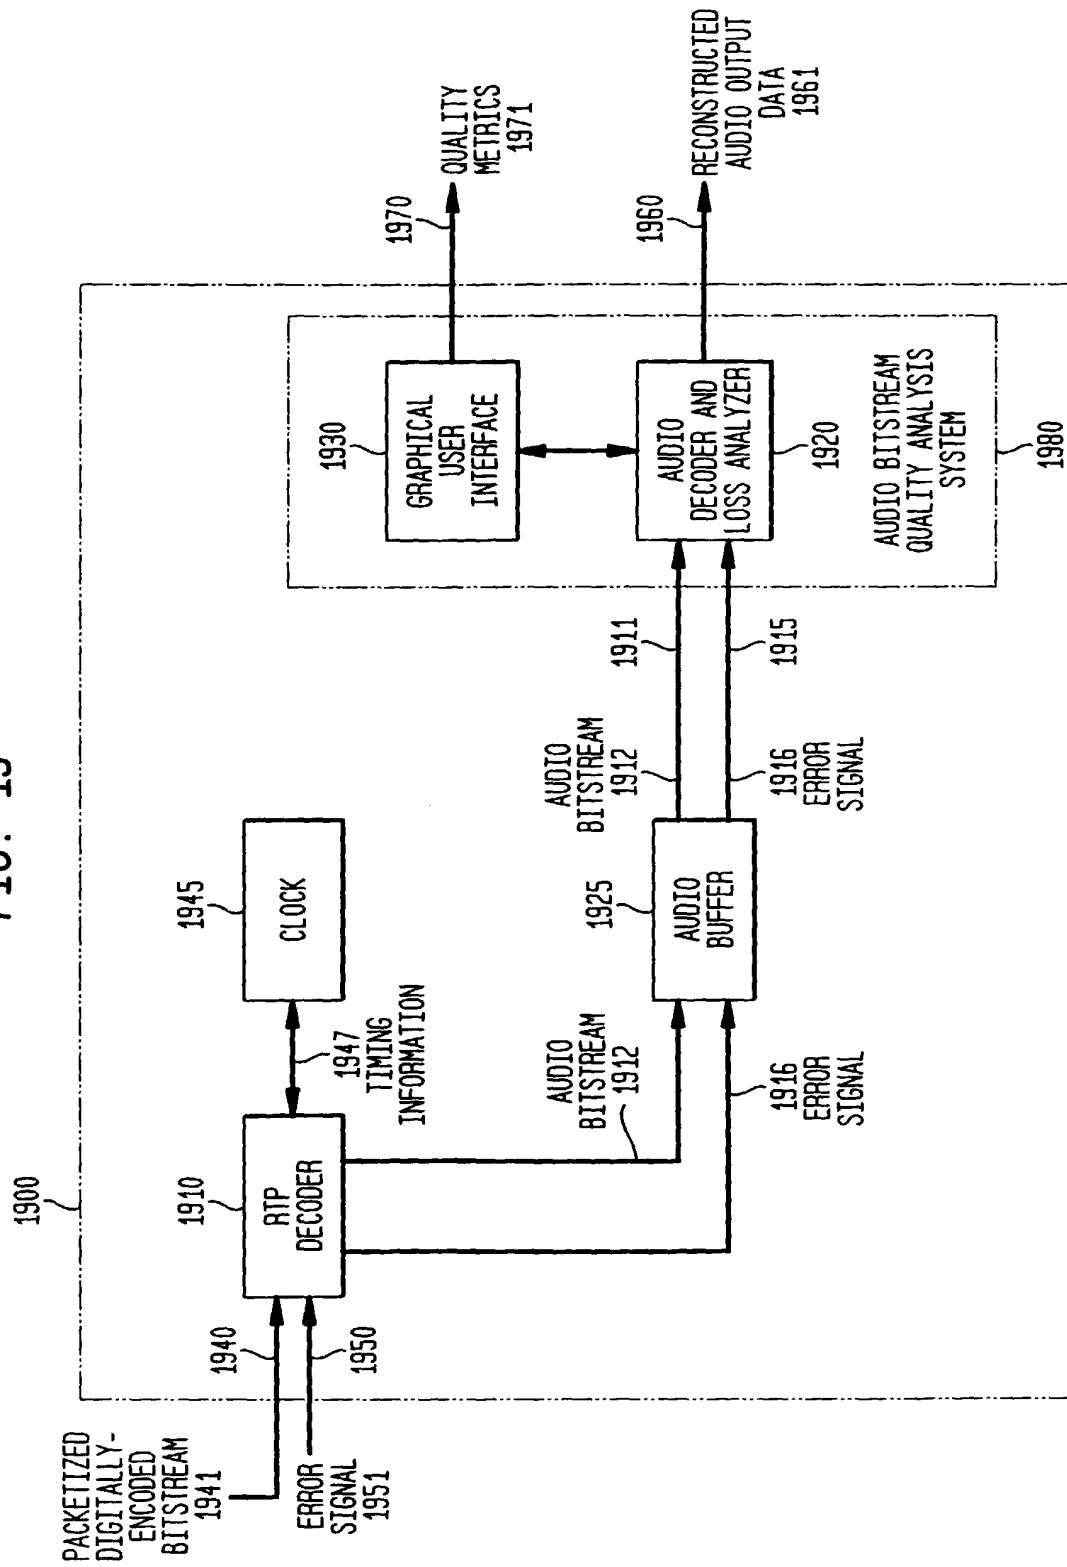 FIG.
1900
PACKETIZED
DIGITALLY-
ENCODED
BITSTREAM
1941
ERROR
SIGNAL
1951
1940
1950
1910
RTP
DECODER
1947
TIMING
INFORMATION
1945
CLOCK
AUDIO
BITSTREAM
1912
1916
ERROR
SIGNAL
1925
AUDIO
BUFFER
AUDIO
BITSTREAM
1912
1916
ERROR
SIGNAL
1911
1915
1930
GRAPHICAL
USER
INTERFACE
AUDIO
DECODER AND
LOSS ANALYZER
1920
AUDIO BITSTREAM
QUALITY ANALYSIS
SYSTEM
1980
1970
QUALITY
METRICS
1971
1960
RECONSTRUCTED
AUDIO OUTPUT
DATA
1961